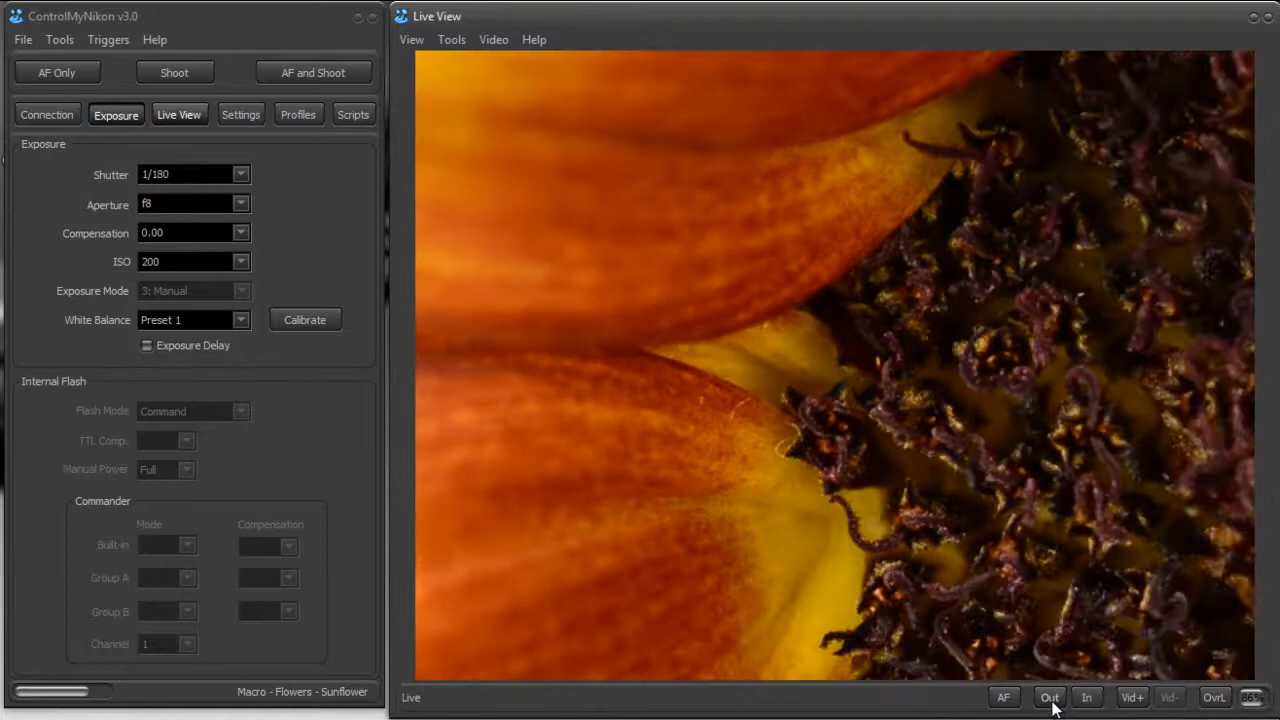 ControlMyNikon v3.0
File Tools Triggers Help
AF Only Shoot AF and Shoot
Connection Exposure Live View Settings Profiles Scripts
Exposure
Shutter 1/180
Aperture f8
Compensation 0.00
ISO 200
Exposure Mode 3: Manual
White Balance Preset 1 Calibrate
Exposure Delay
Internal Flash
Flash Mode Command
TTL Comp.
Manual Power Full
Commander
Mode Compensation
Built-in
Group A
Group B
Channel 1
Macro - Flowers - Sunflower
Live View
View Tools Video Help
Live AF Out In Vid+ Vid- OvrL 86%